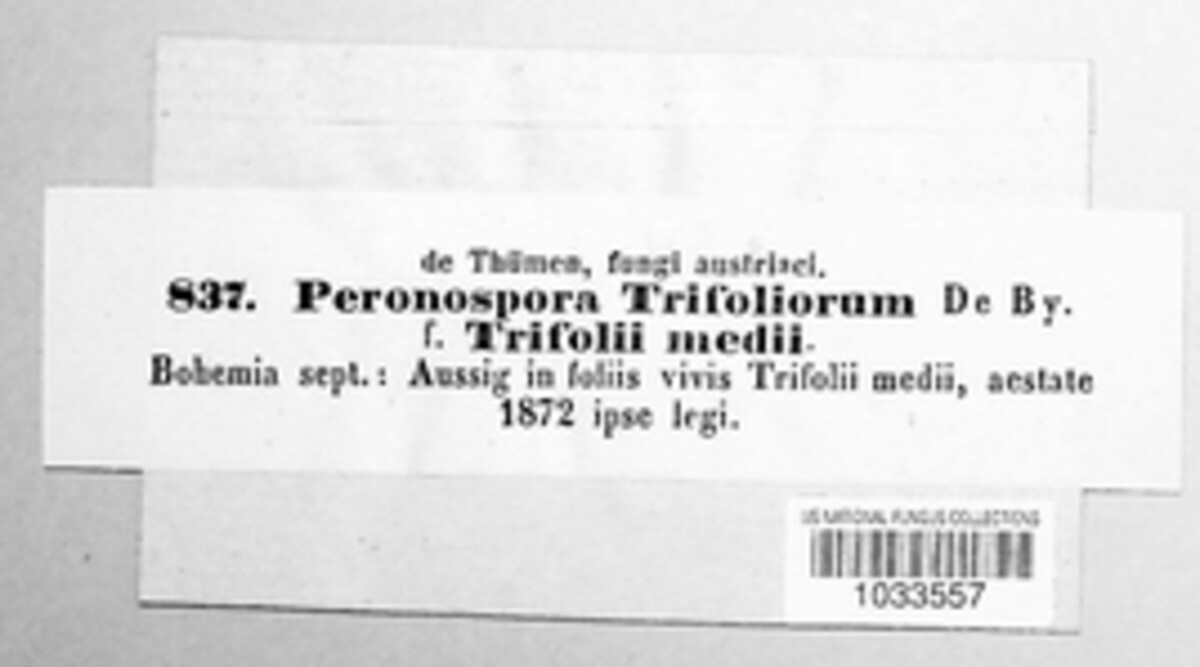 de Thümen, fungi austriaci.
837. Peronospora Trifoliorum De By.
f. Trifolii medii.
Bohemia sept.: Aussig in foliis vivis Trifolii medii, aestate
1872 ipse legi.
US NATIONAL FUNGUS COLLECTIONS
1033557